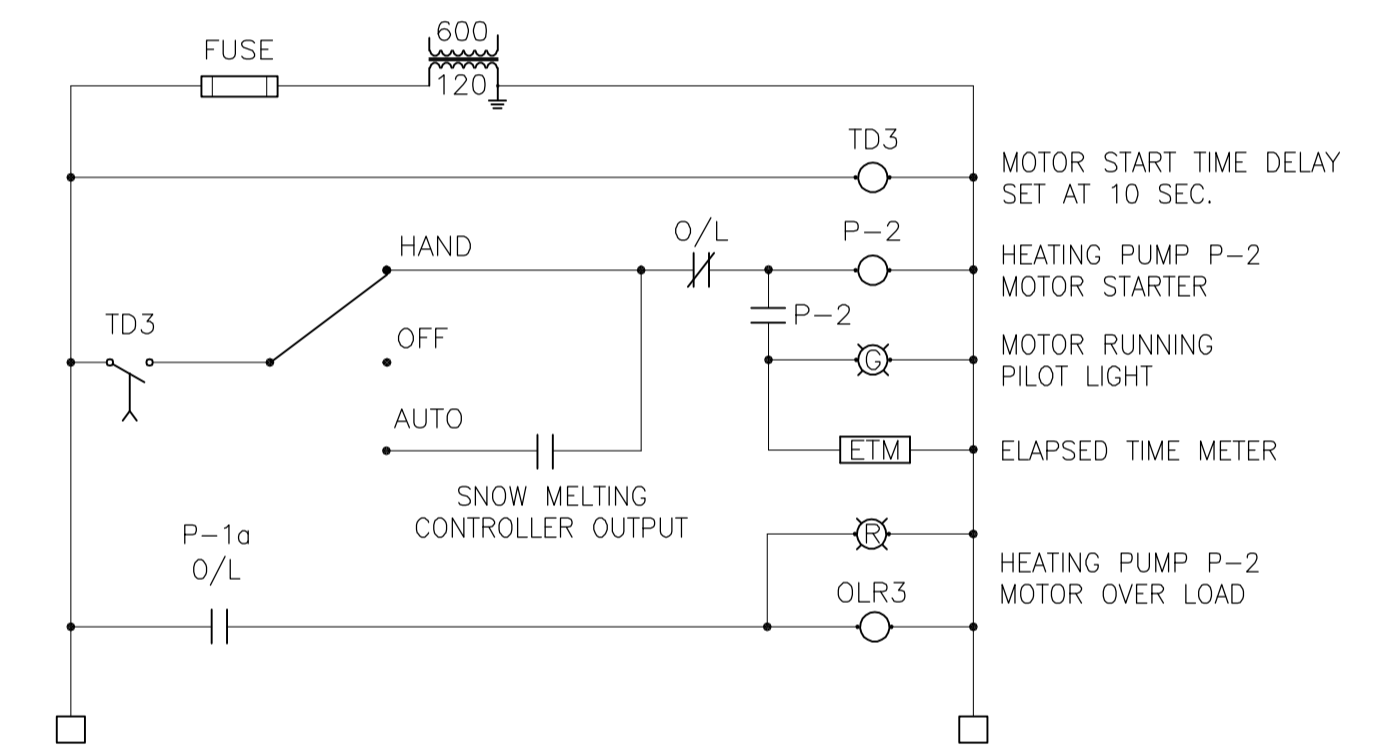 600
FUSE
120
TD3
MOTOR START TIME DELAY
SET AT 10 SEC.
HAND
O/L
P-2
HEATING PUMP P-2
MOTOR STARTER
TD3
P-2
OFF
G
MOTOR RUNNING
PILOT LIGHT
AUTO
ETM
ELAPSED TIME METER
SNOW MELTING
CONTROLLER OUTPUT
P-1a
O/L
R
HEATING PUMP P-2
MOTOR OVER LOAD
OLR3